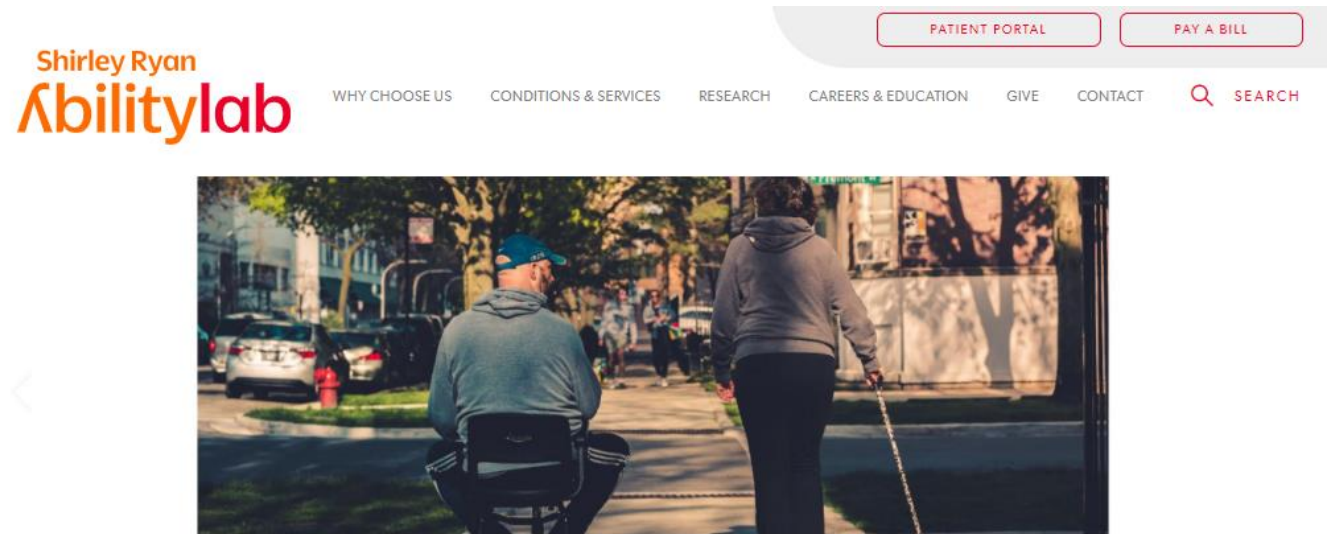 PATIENT PORTAL
PAY A BILL
Shirley Ryan
Abilitylab
WHY CHOOSE US
CONDITIONS & SERVICES
RESEARCH
CAREERS & EDUCATION
GIVE
CONTACT
SEARCH